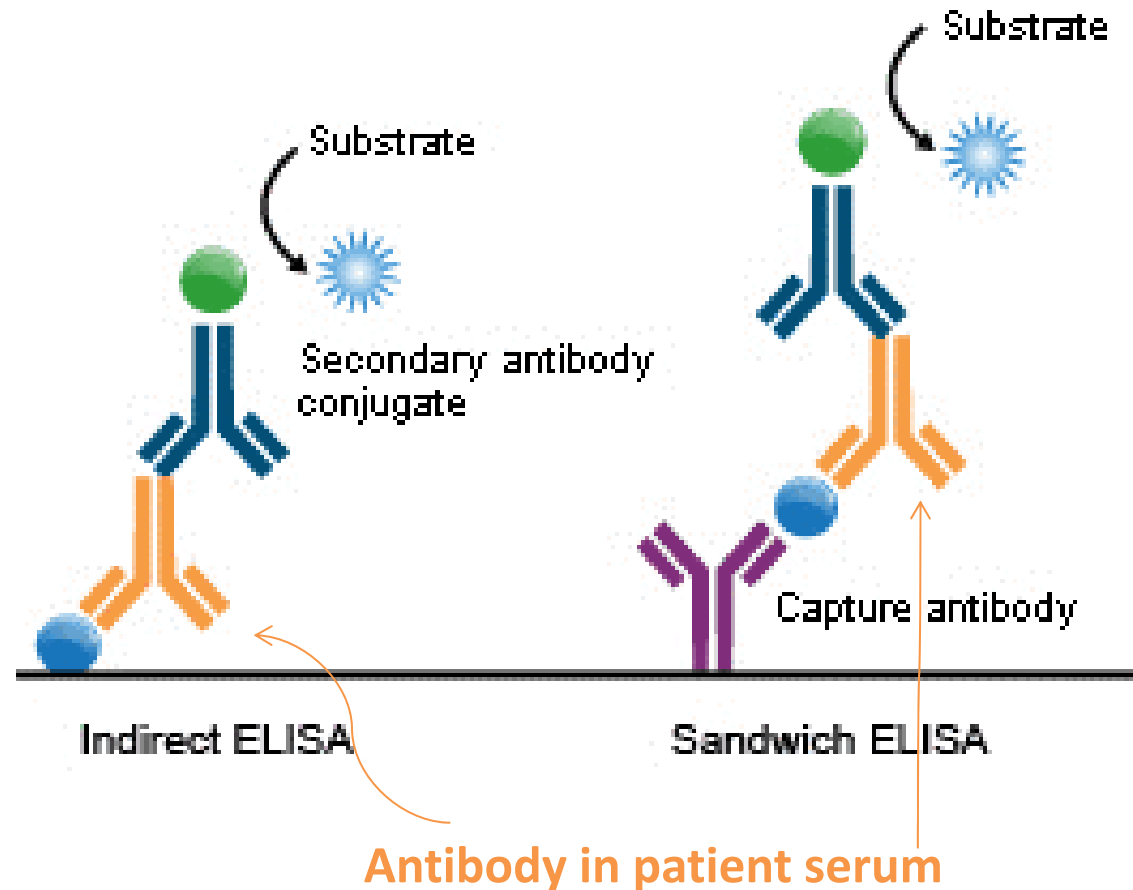 Substrate
Substrate
Secondary antibody
conjugate
Capture antibody
Indirect ELISA
Sandwich ELISA
Antibody in patient serum